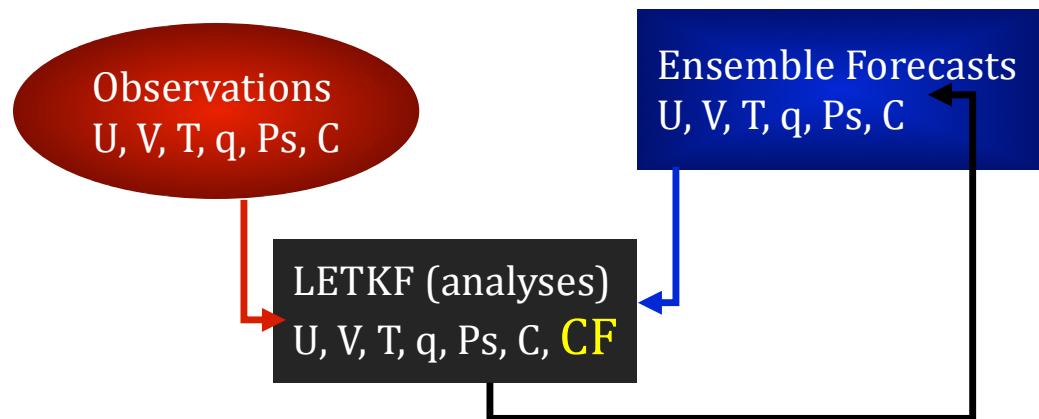 Observations
U, V, T, q, Ps, C
Ensemble Forecasts
U, V, T, q, Ps, C
LETKF (analyses)
U, V, T, q, Ps, C, CF